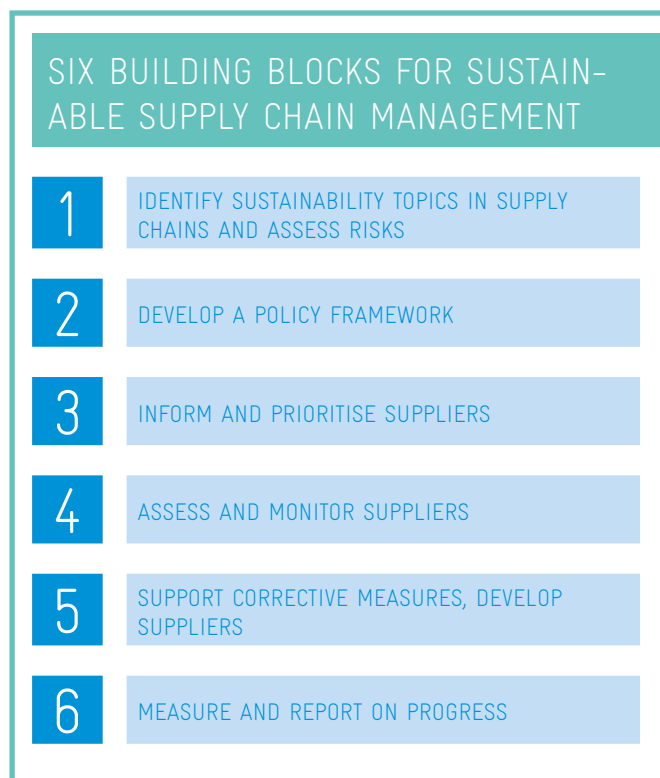 SIX BUILDING BLOCKS FOR SUSTAIN-
ABLE SUPPLY CHAIN MANAGEMENT
1
IDENTIFY SUSTAINABILITY TOPICS IN SUPPLY
CHAINS AND ASSESS RISKS
2
DEVELOP A POLICY FRAMEWORK
3
INFORM AND PRIORITISE SUPPLIERS
4
ASSESS AND MONITOR SUPPLIERS
5
SUPPORT CORRECTIVE MEASURES, DEVELOP
SUPPLIERS
6
MEASURE AND REPORT ON PROGRESS